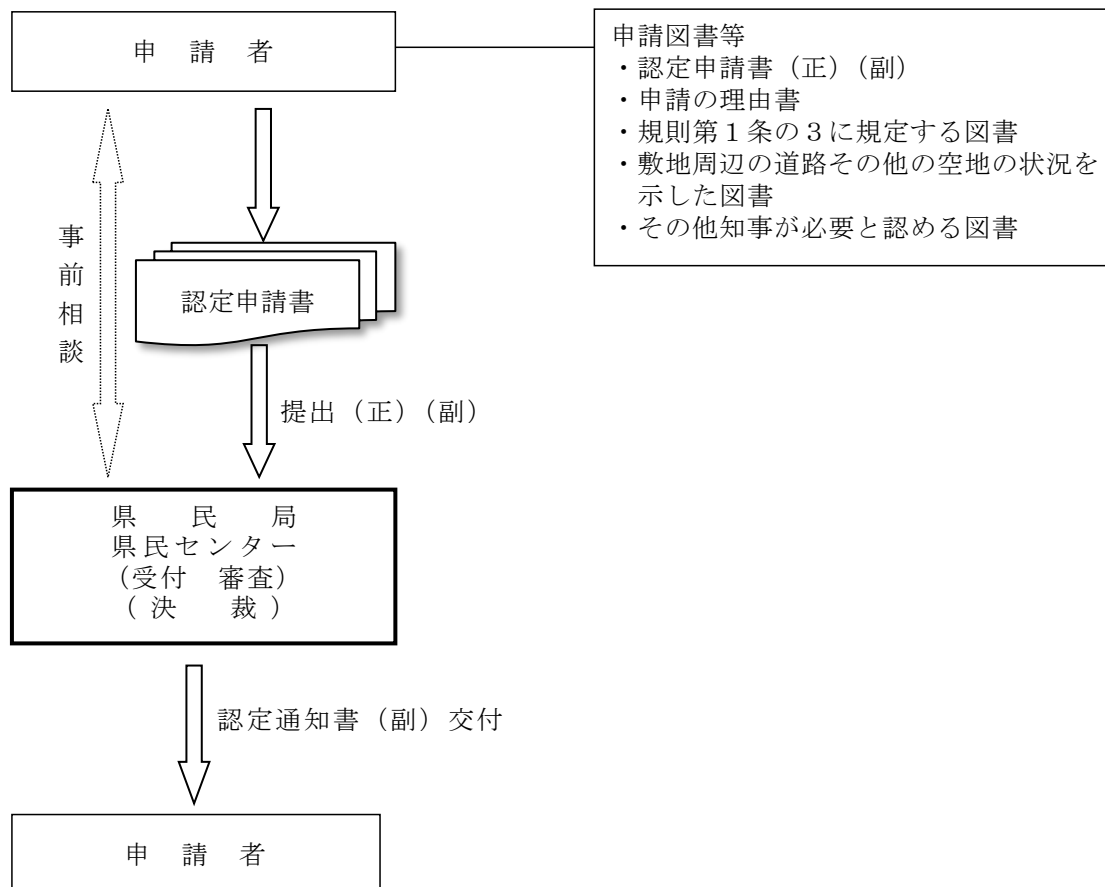 申　請　者
申請図書等
・認定申請書（正）（副）
・申請の理由書
・規則第１条の３に規定する図書
・敷地周辺の道路その他の空地の状況を
示した図書
・その他知事が必要と認める図書
事前相談
認定申請書
提出（正）（副）
県　民　局
県民センター
（受付　審査）
（決　裁）
認定通知書（副）交付
申　請　者